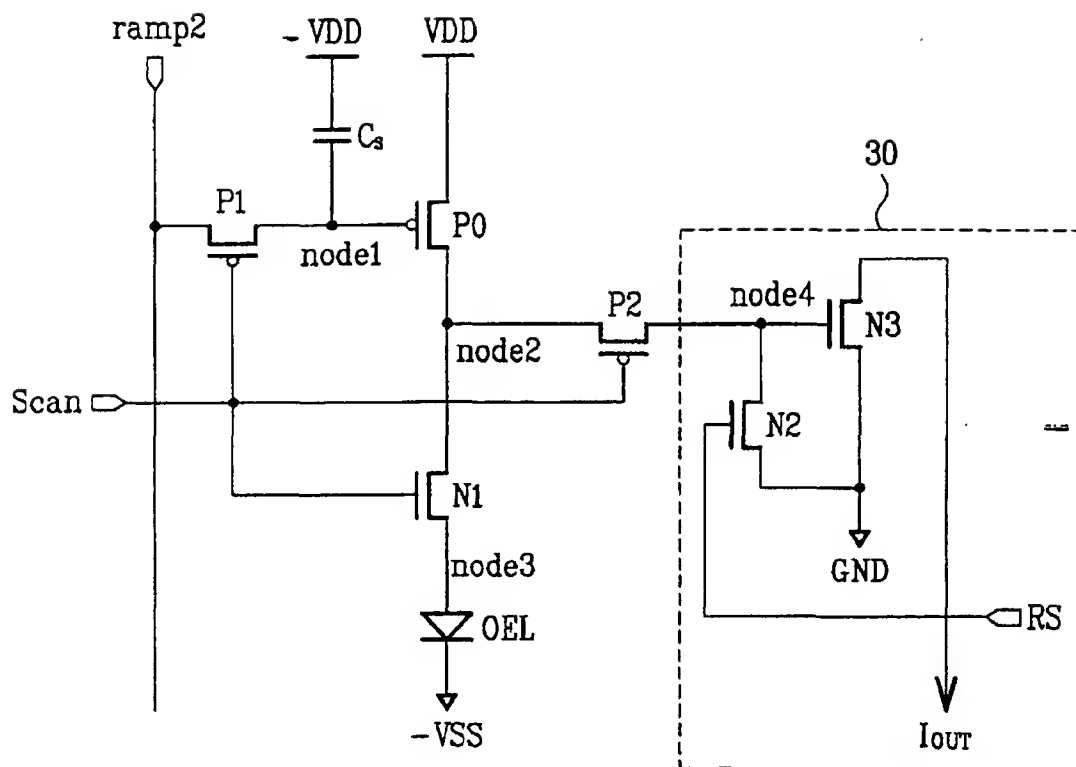 ramp2
-VDD
VDD
Cs
30
P1
P0
node1
P2
node4
N3
node2
Scan
N2
N1
GND
node3
OEL
RS
-VSS
IOUT